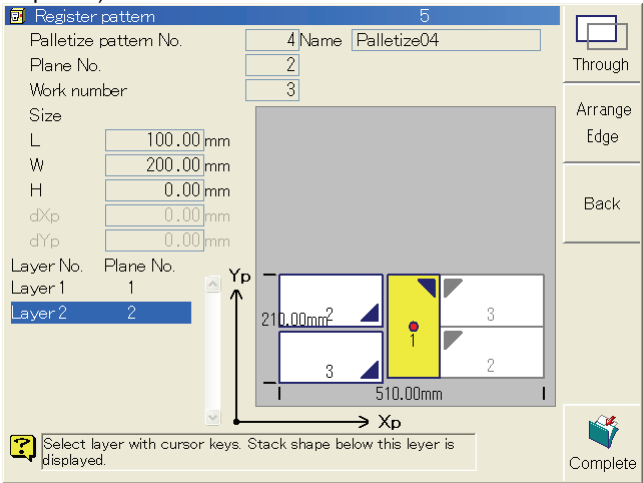 Register pattern 5
Palletize pattern No. 4 Name Palletize04
Plane No. 2
Work number 3
Size
L 100.00 mm
W 200.00 mm
H 0.00 mm
dXp 0.00 mm
dYp 0.00 mm
Layer No. Plane No.
Layer 1 1
Layer 2 2
Yp
210.00mm
2
3
1
3
2
510.00mm
Xp
Select layer with cursor keys. Stack shape below this leyer is
displayed.
Through
Arrange
Edge
Back
Complete